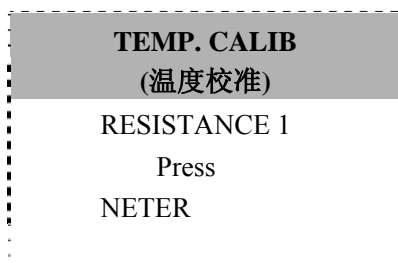 TEMP. CALIB
(温度校准)
RESISTANCE 1
Press
NETER